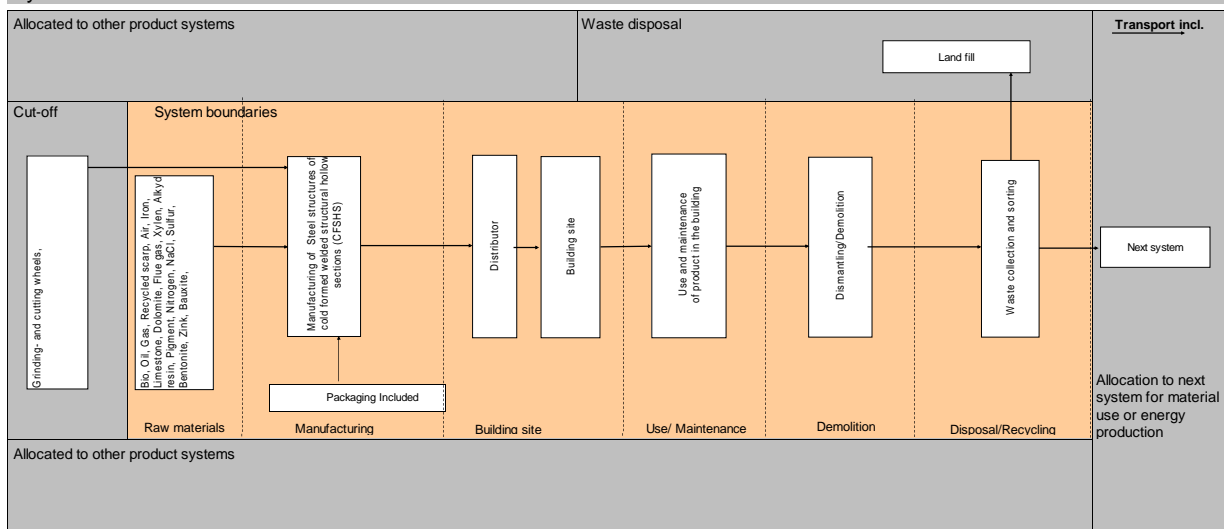 Allocated to other product systems
Waste disposal
Transport incl.
Land fill
Cut-off
System boundaries
Grinding- and cutting wheels,
Bio, Oil, Gas, Recycled scarp, Air, Iron,
Limestone, Dolomite, Flue gas, Xylen, Alkyd
resin, Pigment, Nitrogen, NaCl, Sulfur,
Bentonite, Zink, Bauxite,
Manufacturing of Steel structures of
cold formed welded structural hollow
sections (CFSHS)
Distributor
Building site
Use and maintenance
of product in the building
Dismantling/Demolition
Waste collection and sorting
Next system
Packaging Included
Raw materials
Manufacturing
Building site
Use/ Maintenance
Demolition
Disposal/Recycling
Allocation to next
system for material
use or energy
production
Allocated to other product systems